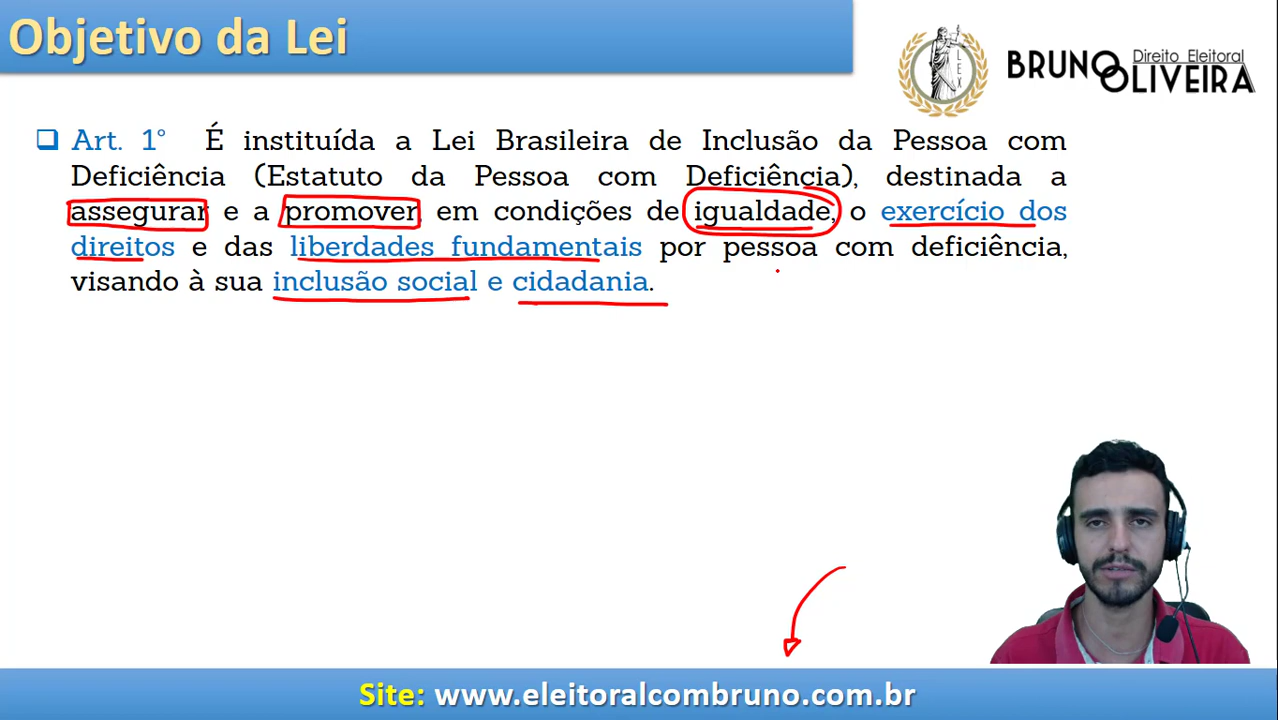 Objetivo da Lei
LEX
BRUNO OLIVEIRA
Direito Eleitoral
Art. 1° É instituída a Lei Brasileira de Inclusão da Pessoa com
Deficiência (Estatuto da Pessoa com Deficiência), destinada a
assegurar e a promover, em condições de igualdade, o exercício dos
direitos e das liberdades fundamentais por pessoa com deficiência,
visando à sua inclusão social e cidadania.
Site: www.eleitoralcombruno.com.br